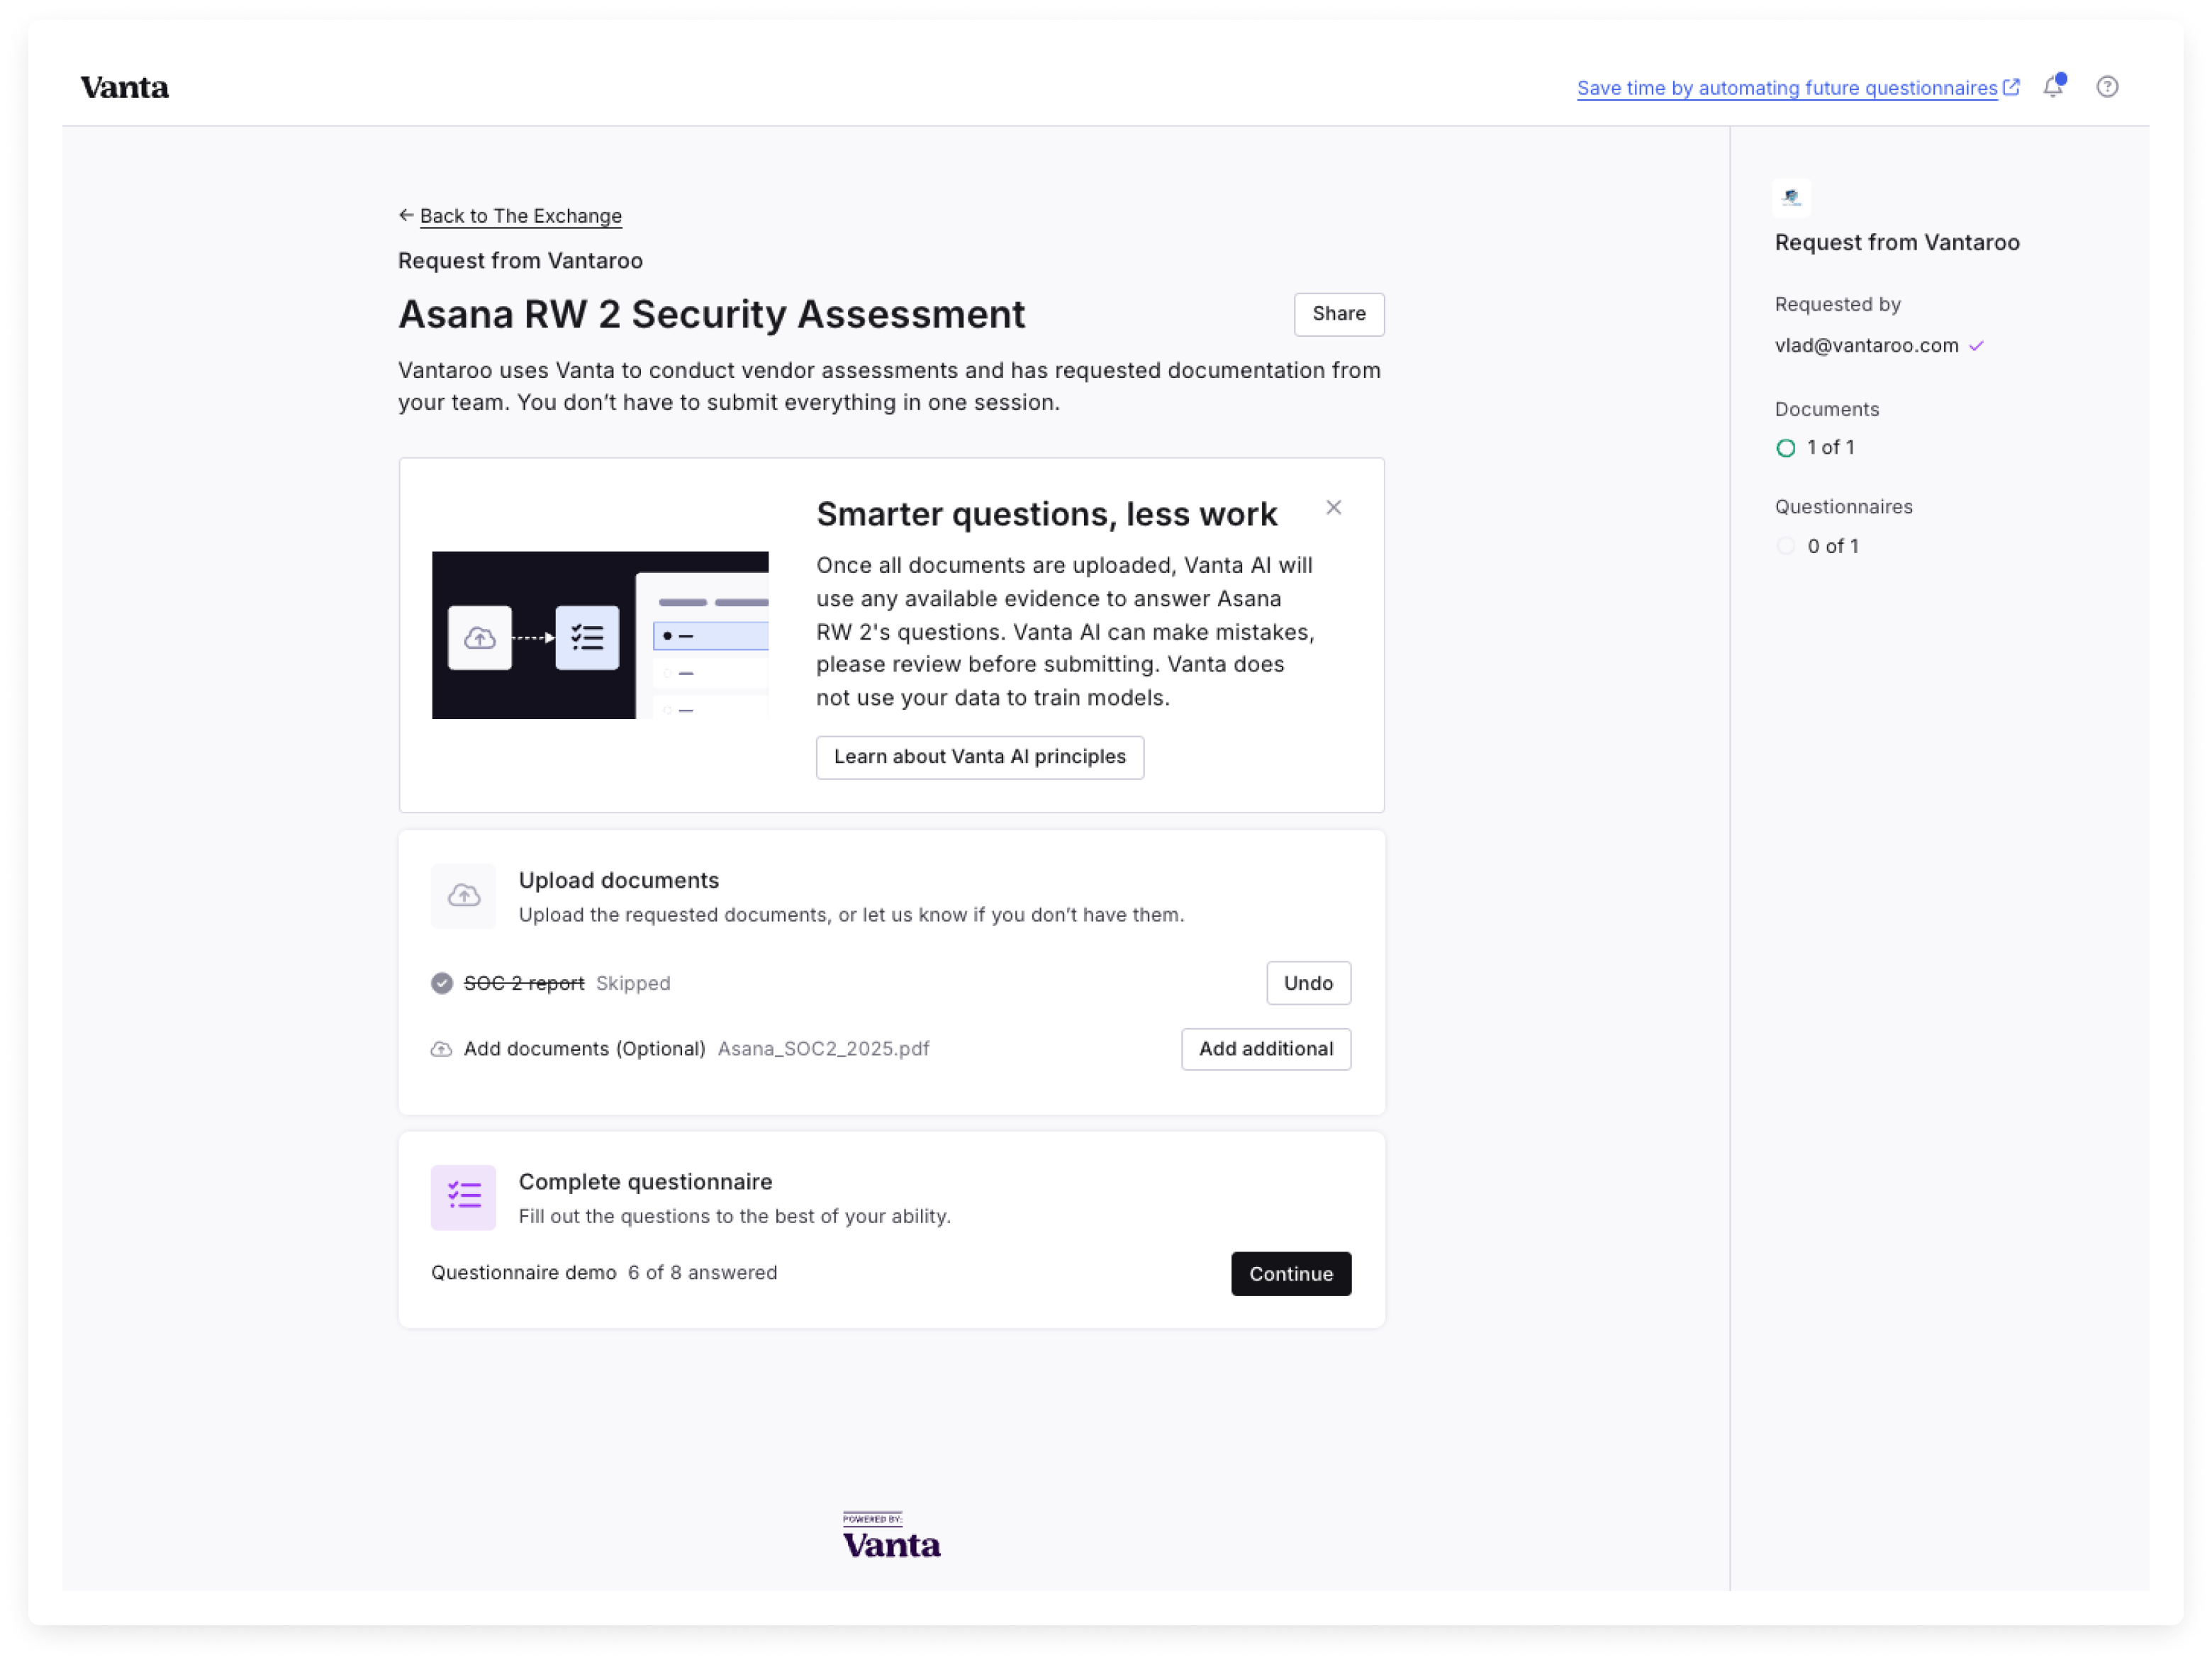 Vanta
Save time by automating future questionnaires
Back to The Exchange
Request from Vantaroo
Asana RW 2 Security Assessment
Share
Vantaroo uses Vanta to conduct vendor assessments and has requested documentation from
your team. You don’t have to submit everything in one session.
Smarter questions, less work
Once all documents are uploaded, Vanta AI will
use any available evidence to answer Asana
RW 2's questions. Vanta AI can make mistakes,
please review before submitting. Vanta does
not use your data to train models.
Learn about Vanta AI principles
Upload documents
Upload the requested documents, or let us know if you don’t have them.
SOC 2 report Skipped
Undo
Add documents (Optional) Asana_SOC2_2025.pdf
Add additional
Complete questionnaire
Fill out the questions to the best of your ability.
Questionnaire demo 6 of 8 answered
Continue
POWERED BY:
Vanta
Request from Vantaroo
Requested by
vlad@vantaroo.com
Documents
1 of 1
Questionnaires
0 of 1